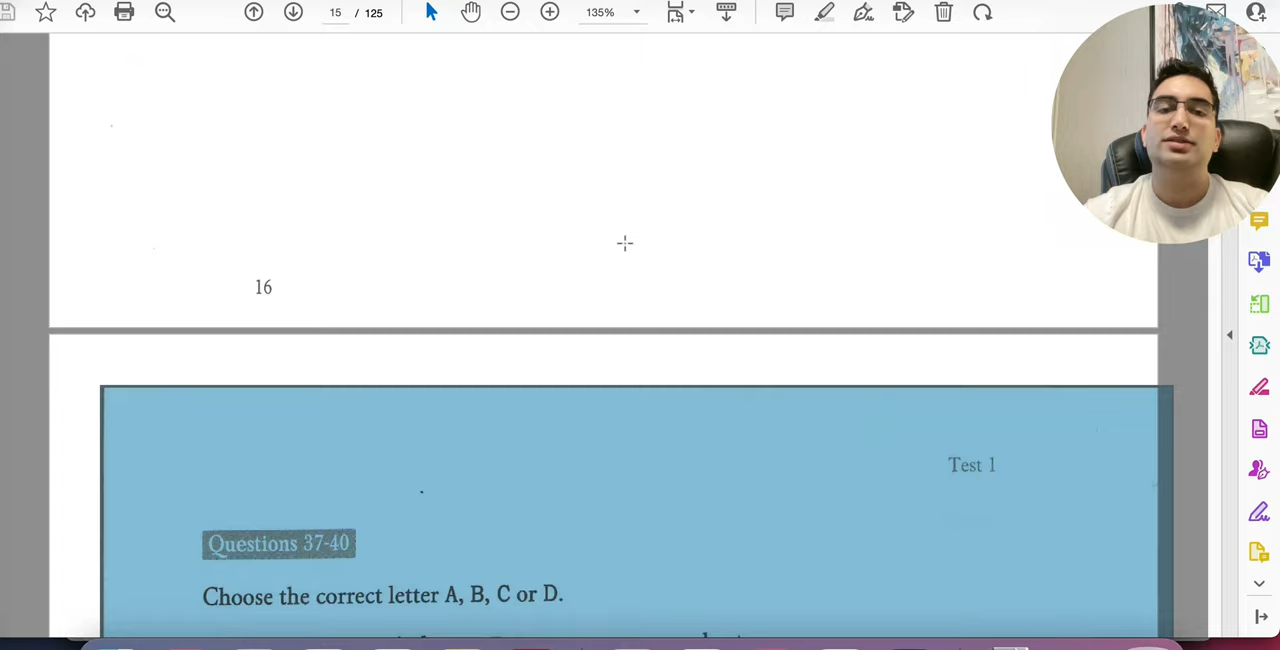 15 / 125
135%
16
Test 1
Questions 37-40
Choose the correct letter A, B, C or D.